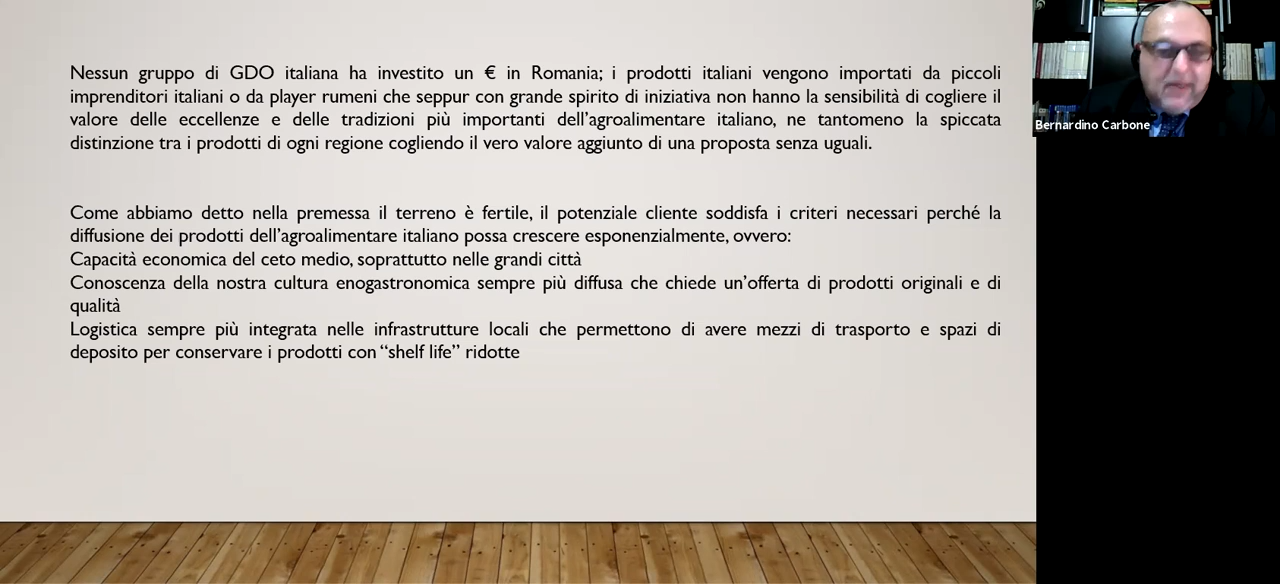 Nessun gruppo di GDO italiana ha investito un € in Romania; i prodotti italiani vengono importati da piccoli
imprenditori italiani o da player rumeni che seppur con grande spirito di iniziativa non hanno la sensibilità di cogliere il
valore delle eccellenze e delle tradizioni più importanti dell’agroalimentare italiano, ne tantomeno la spiccata
distinzione tra i prodotti di ogni regione cogliendo il vero valore aggiunto di una proposta senza uguali.
Come abbiamo detto nella premessa il terreno è fertile, il potenziale cliente soddisfa i criteri necessari perché la
diffusione dei prodotti dell’agroalimentare italiano possa crescere esponenzialmente, ovvero:
Capacità economica del ceto medio, soprattutto nelle grandi città
Conoscenza della nostra cultura enogastronomica sempre più diffusa che chiede un’offerta di prodotti originali e di
qualità
Logistica sempre più integrata nelle infrastrutture locali che permettono di avere mezzi di trasporto e spazi di
deposito per conservare i prodotti con “shelf life” ridotte
Bernardino Carbone